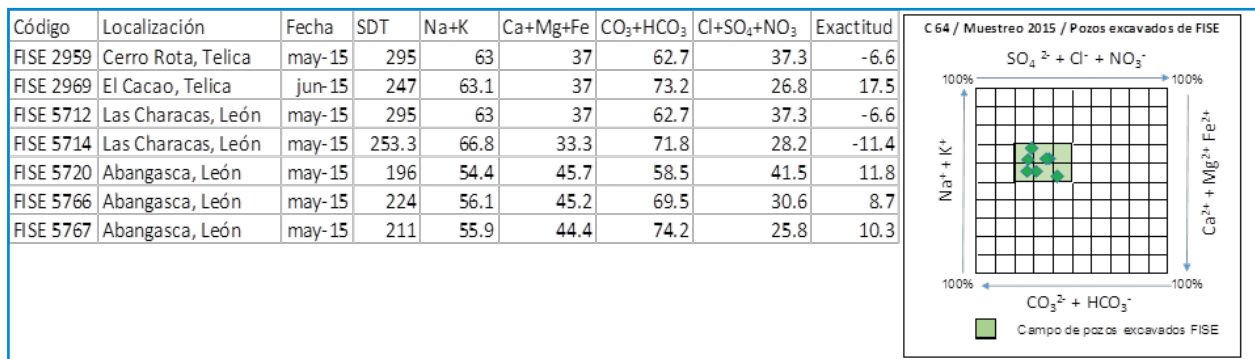 Código Localización Fecha SDT Na+K Ca+Mg+Fe CO₃+HCO₃ Cl+SO₄+NO₃ Exactitud
FISE 2959 Cerro Rota, Telica may-15 295 63 37 62.7 37.3 -6.6
FISE 2969 El Cacao, Telica jun-15 247 63.1 37 73.2 26.8 17.5
FISE 5712 Las Characas, León may-15 295 63 37 62.7 37.3 -6.6
FISE 5714 Las Characas, León may-15 253.3 66.8 33.3 71.8 28.2 -11.4
FISE 5720 Abangasca, León may-15 196 54.4 45.7 58.5 41.5 11.8
FISE 5766 Abangasca, León may-15 224 56.1 45.2 69.5 30.6 8.7
FISE 5767 Abangasca, León may-15 211 55.9 44.4 74.2 25.8 10.3
C 64 / Muestreo 2015 / Pozos excavados de FISE
SO₄ ²⁻ + Cl⁻ + NO₃⁻
100% 100%
Na⁺ + K⁺
Ca²⁺ + Mg²⁺ Fe²⁺
100% 100%
CO₃²⁻ + HCO₃⁻
Campo de pozos excavados FISE